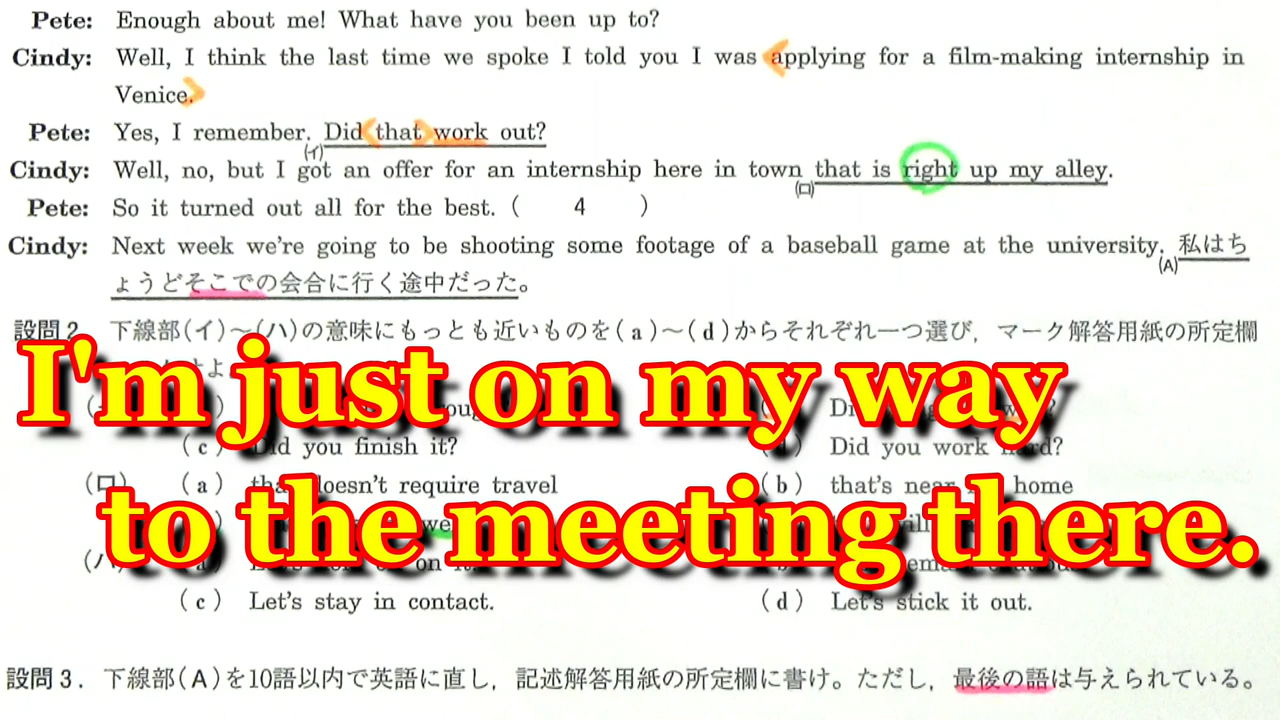 Pete: Enough about me! What have you been up to?
Cindy: Well, I think the last time we spoke I told you I was applying for a film-making internship in
Venice.
Pete: Yes, I remember. Did that work out?
(イ)
Cindy: Well, no, but I got an offer for an internship here in town that is right up my alley.
(ロ)
Pete: So it turned out all for the best. ( 4 )
Cindy: Next week we're going to be shooting some footage of a baseball game at the university. 私はち
(A)
ょうどそこでの会合に行く途中だった。
設問2. 下線部(イ)～(ハ)の意味にもっとも近いものを(a)～(d)からそれぞれ一つ選び，マーク解答用紙の所定欄
I'm just on my way
(c) Did you finish it? Did you work hard?
(ロ) (a) that doesn't require travel (b) that's near home
to the meeting there.
(c) Let's stay in contact. (d) Let's stick it out.
設問3. 下線部(A)を10語以内で英語に直し，記述解答用紙の所定欄に書け。ただし，最後の語は与えられている。